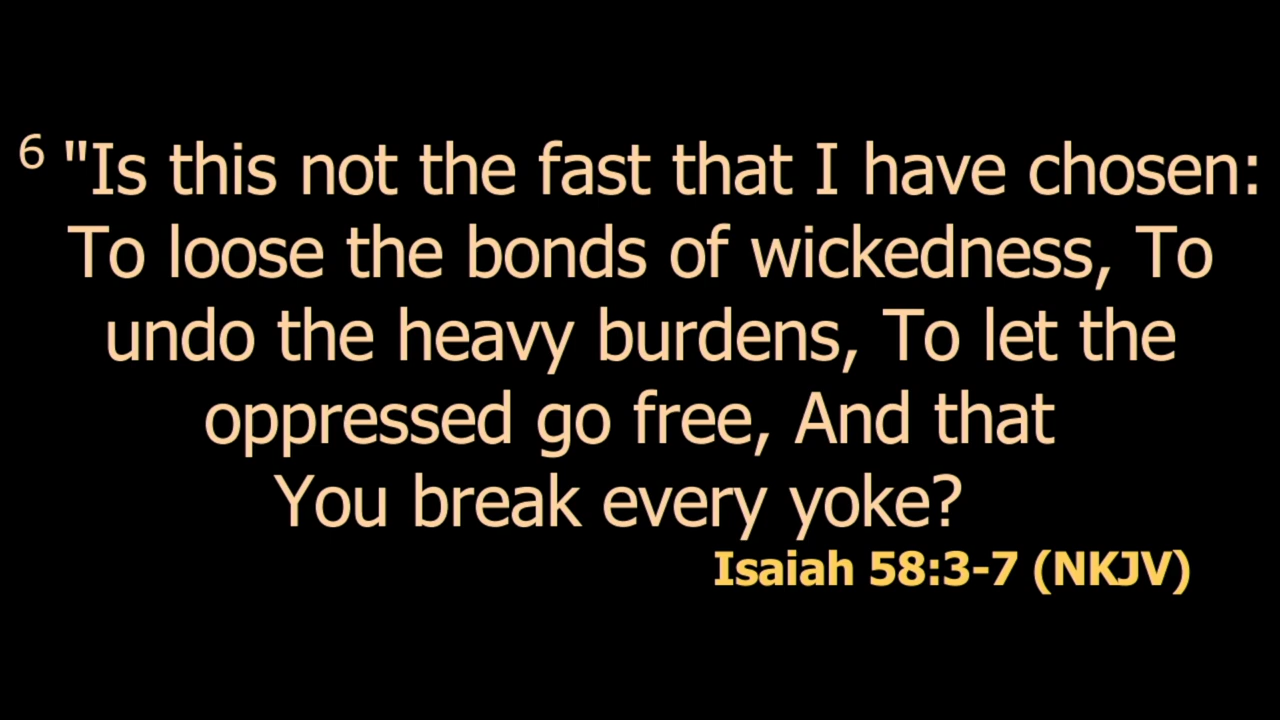 6 "Is this not the fast that I have chosen:
To loose the bonds of wickedness, To
undo the heavy burdens, To let the
oppressed go free, And that
You break every yoke?
Isaiah 58:3-7 (NKJV)